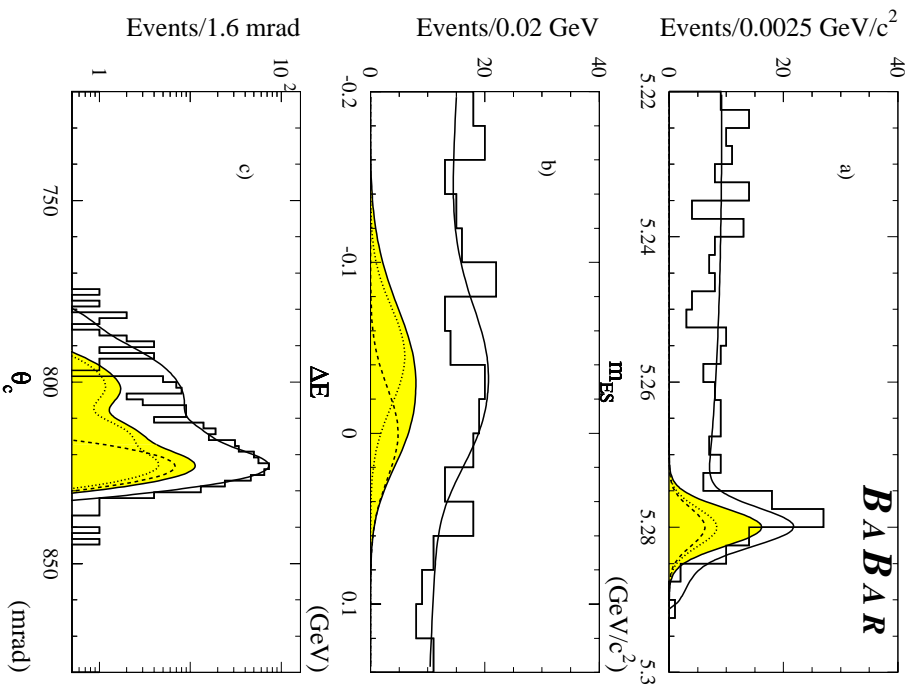 BABAR
Events/0.0025 GeV/c²
40
20
0
a)
5.22 5.24 5.26 5.28 5.3
m_ES (GeV/c²)
Events/0.02 GeV
40
20
0
b)
-0.2 -0.1 0 0.1
ΔE (GeV)
Events/1.6 mrad
10²
1
c)
750 800 850
θ_c (mrad)